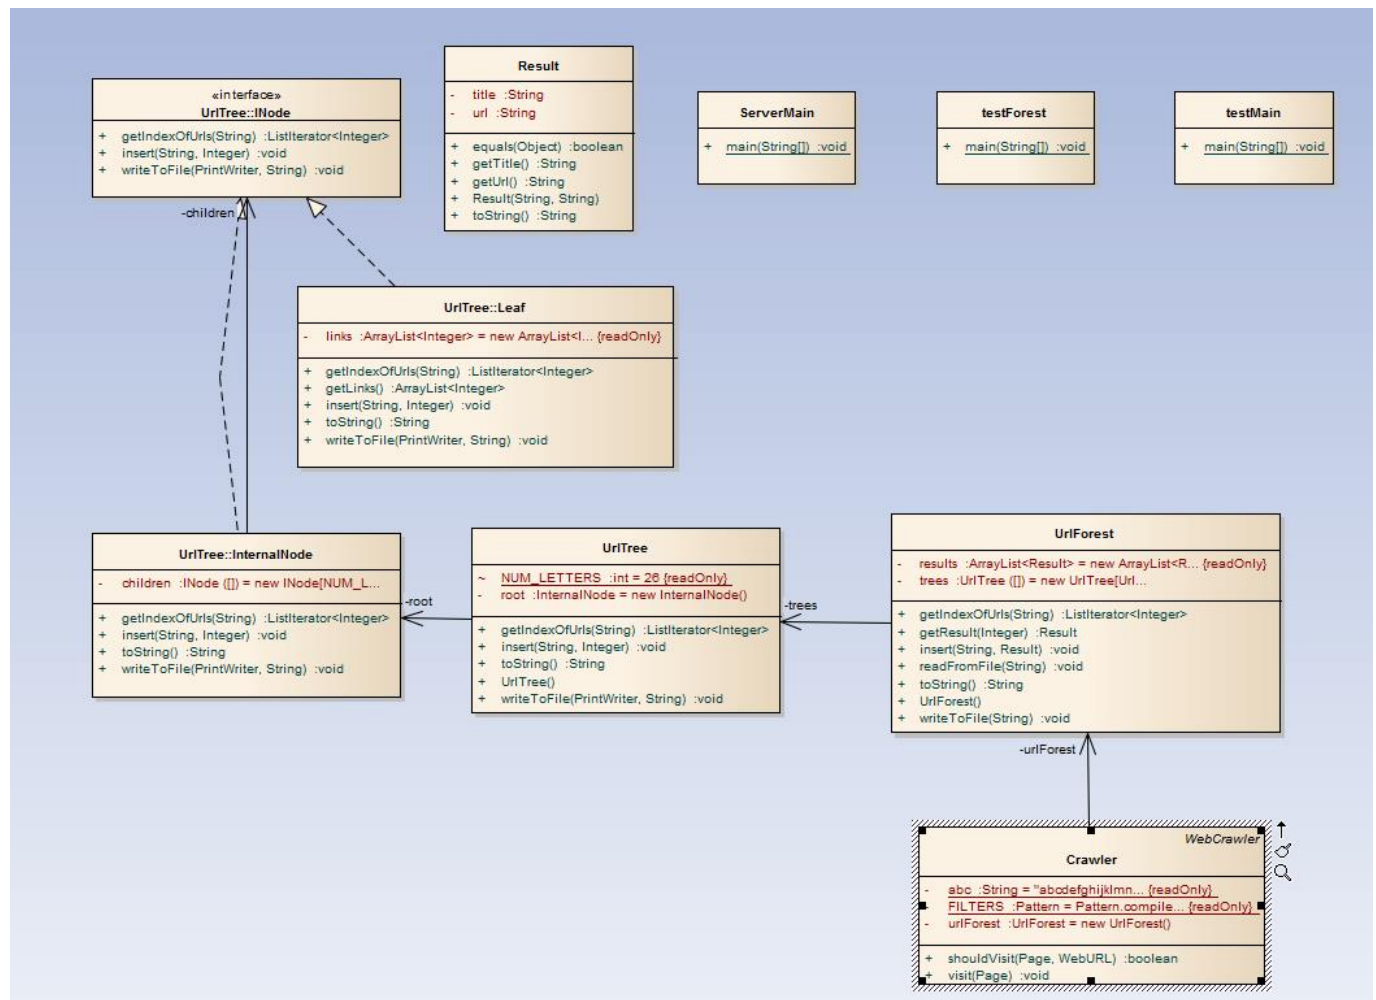 «interface»
UrlTree::INode
+ getIndexOfUrls(String) :ListIterator<Integer>
+ insert(String, Integer) :void
+ writeToFile(PrintWriter, String) :void
Result
- title :String
- url :String
+ equals(Object) :boolean
+ getTitle() :String
+ getUrl() :String
+ Result(String, String)
+ toString() :String
ServerMain
+ main(String[]) :void
testForest
+ main(String[]) :void
testMain
+ main(String[]) :void
-children
UrlTree::Leaf
- links :ArrayList<Integer> = new ArrayList<I... {readOnly}
+ getIndexOfUrls(String) :ListIterator<Integer>
+ getLinks() :ArrayList<Integer>
+ insert(String, Integer) :void
+ toString() :String
+ writeToFile(PrintWriter, String) :void
UrlTree::InternalNode
- children :INode ([]) = new INode[NUM_L...
+ getIndexOfUrls(String) :ListIterator<Integer>
+ insert(String, Integer) :void
+ toString() :String
+ writeToFile(PrintWriter, String) :void
-root
UrlTree
~ NUM_LETTERS :int = 26 {readOnly}
- root :InternalNode = new InternalNode()
+ getIndexOfUrls(String) :ListIterator<Integer>
+ insert(String, Integer) :void
+ toString() :String
+ UrlTree()
+ writeToFile(PrintWriter, String) :void
-trees
UrlForest
- results :ArrayList<Result> = new ArrayList<R... {readOnly}
- trees :UrlTree ([]) = new UrlTree[Url...
+ getIndexOfUrls(String) :ListIterator<Integer>
+ getResult(Integer) :Result
+ insert(String, Result) :void
+ readFromFile(String) :void
+ toString() :String
+ UrlForest()
+ writeToFile(String) :void
-urlForest
WebCrawler
Crawler
- abc :String = "abcdefghijklmn... {readOnly}
- FILTERS :Pattern = Pattern.compile... {readOnly}
- urlForest :UrlForest = new UrlForest()
+ shouldVisit(Page, WebURL) :boolean
+ visit(Page) :void